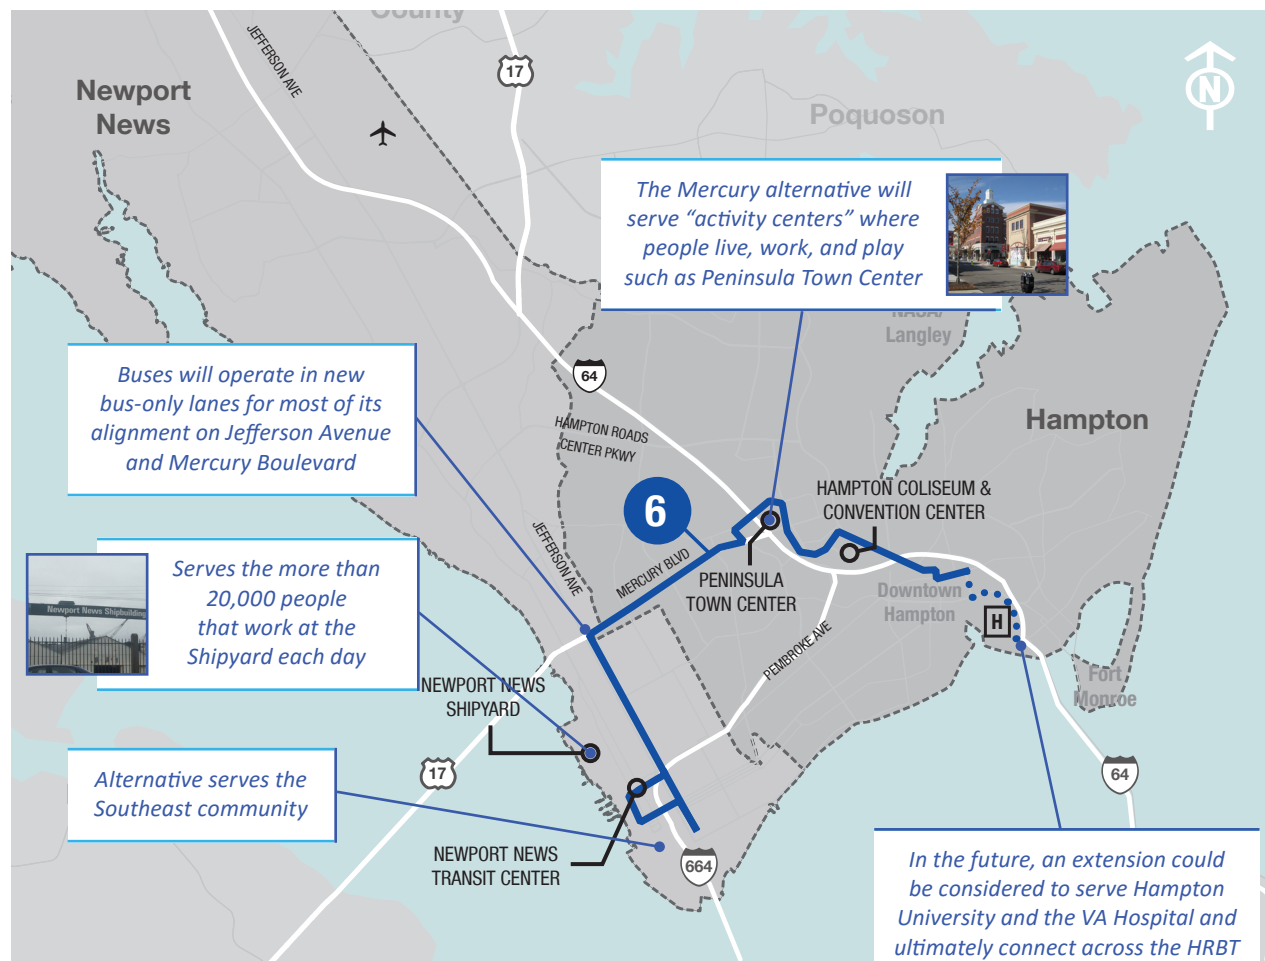 County
JEFFERSON AVE
17
Newport
News
Poquoson
N
The Mercury alternative will
serve “activity centers” where
people live, work, and play
such as Peninsula Town Center
NASA/
Langley
Buses will operate in new
bus-only lanes for most of its
alignment on Jefferson Avenue
and Mercury Boulevard
64
HAMPTON ROADS
CENTER PKWY
Hampton
6
HAMPTON COLISEUM &
CONVENTION CENTER
JEFFERSON AVE
MERCURY BLVD
PENINSULA
TOWN CENTER
Downtown
Hampton
H
PEMBROKE AVE
Serves the more than
20,000 people
that work at the
Shipyard each day
Newport News Shipbuilding
NEWPORT NEWS
SHIPYARD
Fort
Monroe
17
64
Alternative serves the
Southeast community
NEWPORT NEWS
TRANSIT CENTER
664
In the future, an extension could
be considered to serve Hampton
University and the VA Hospital and
ultimately connect across the HRBT